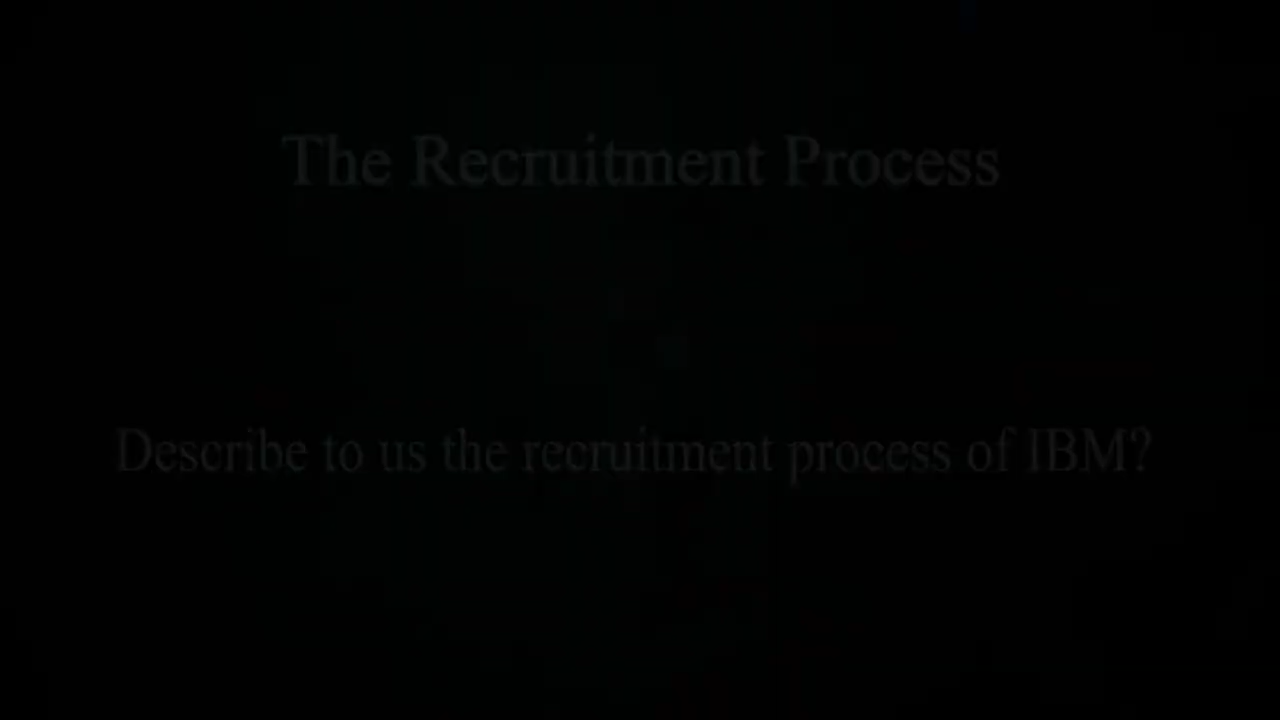 The Recruitment Process
Describe to us the recruitment process of IBM?